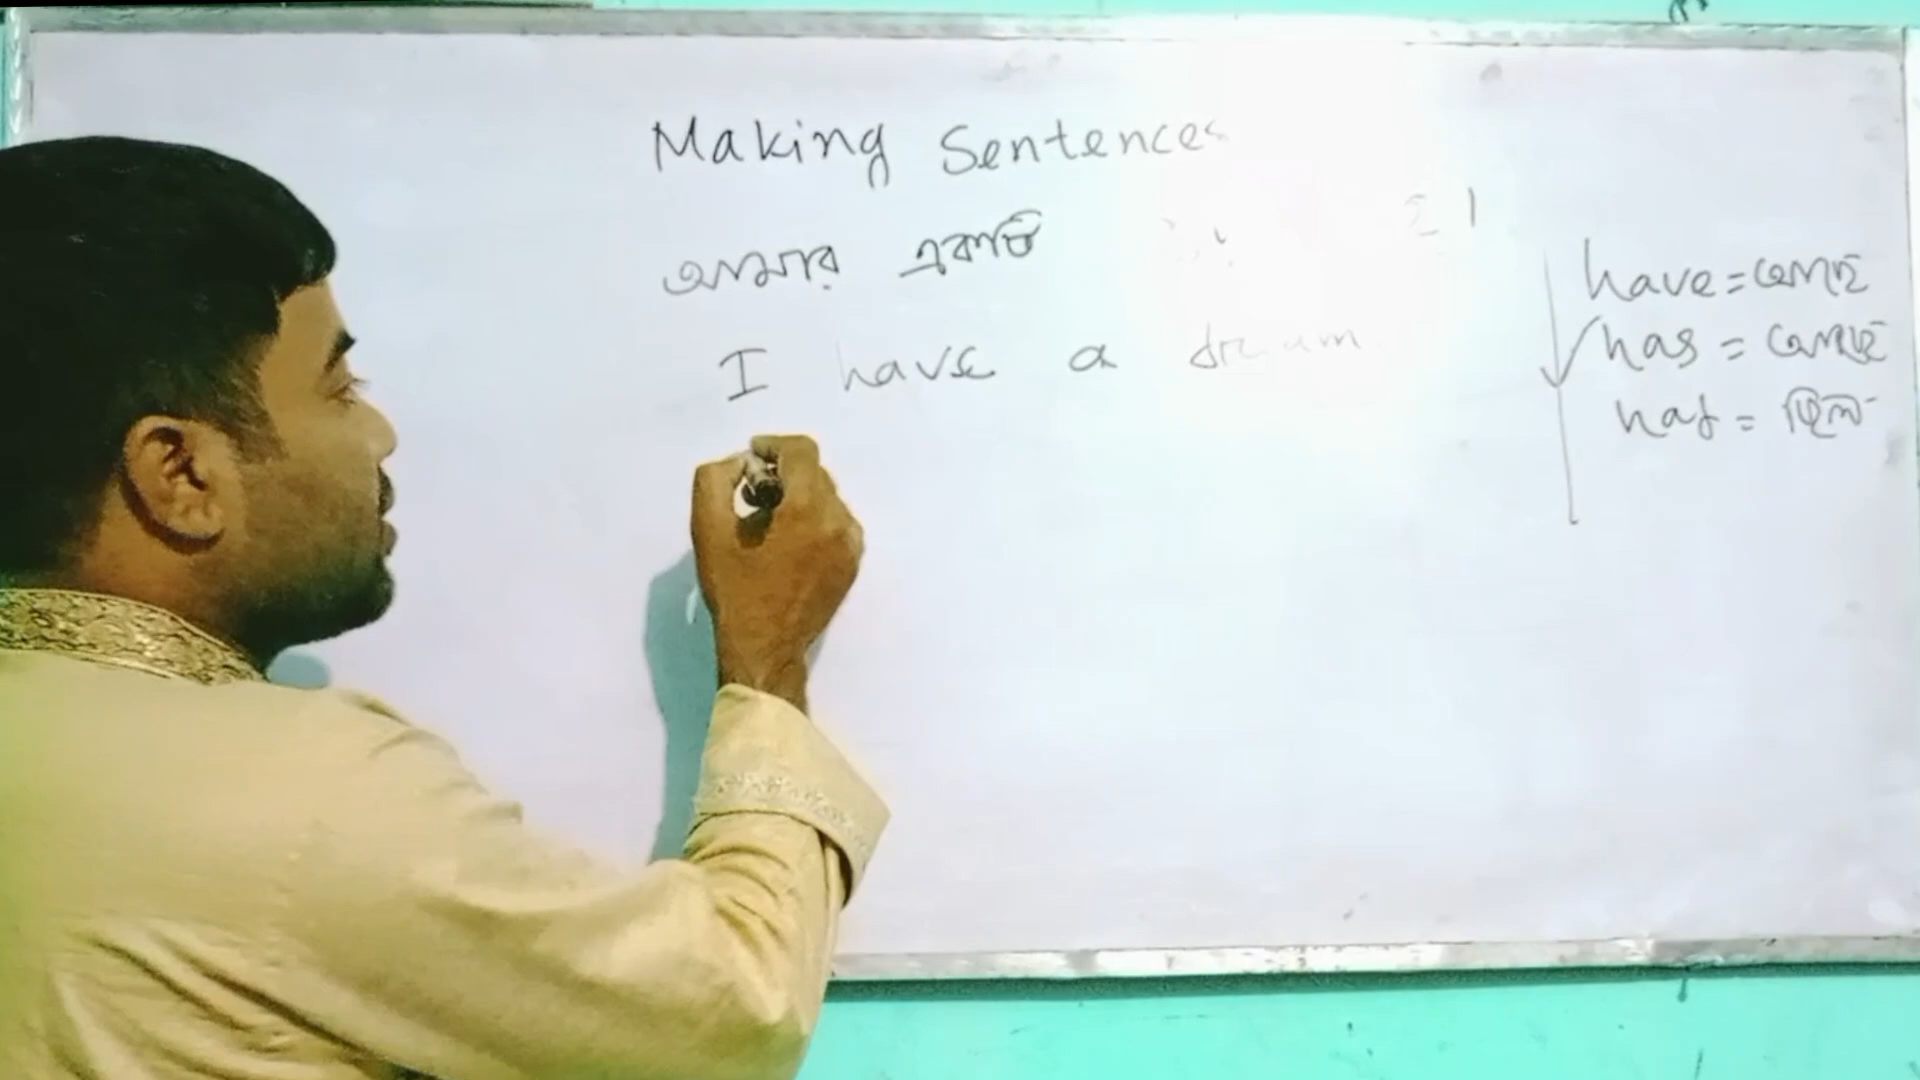 Making Sentences
আমার একটি
I have a dream
have = আছে
has = আছে
had = ছিল